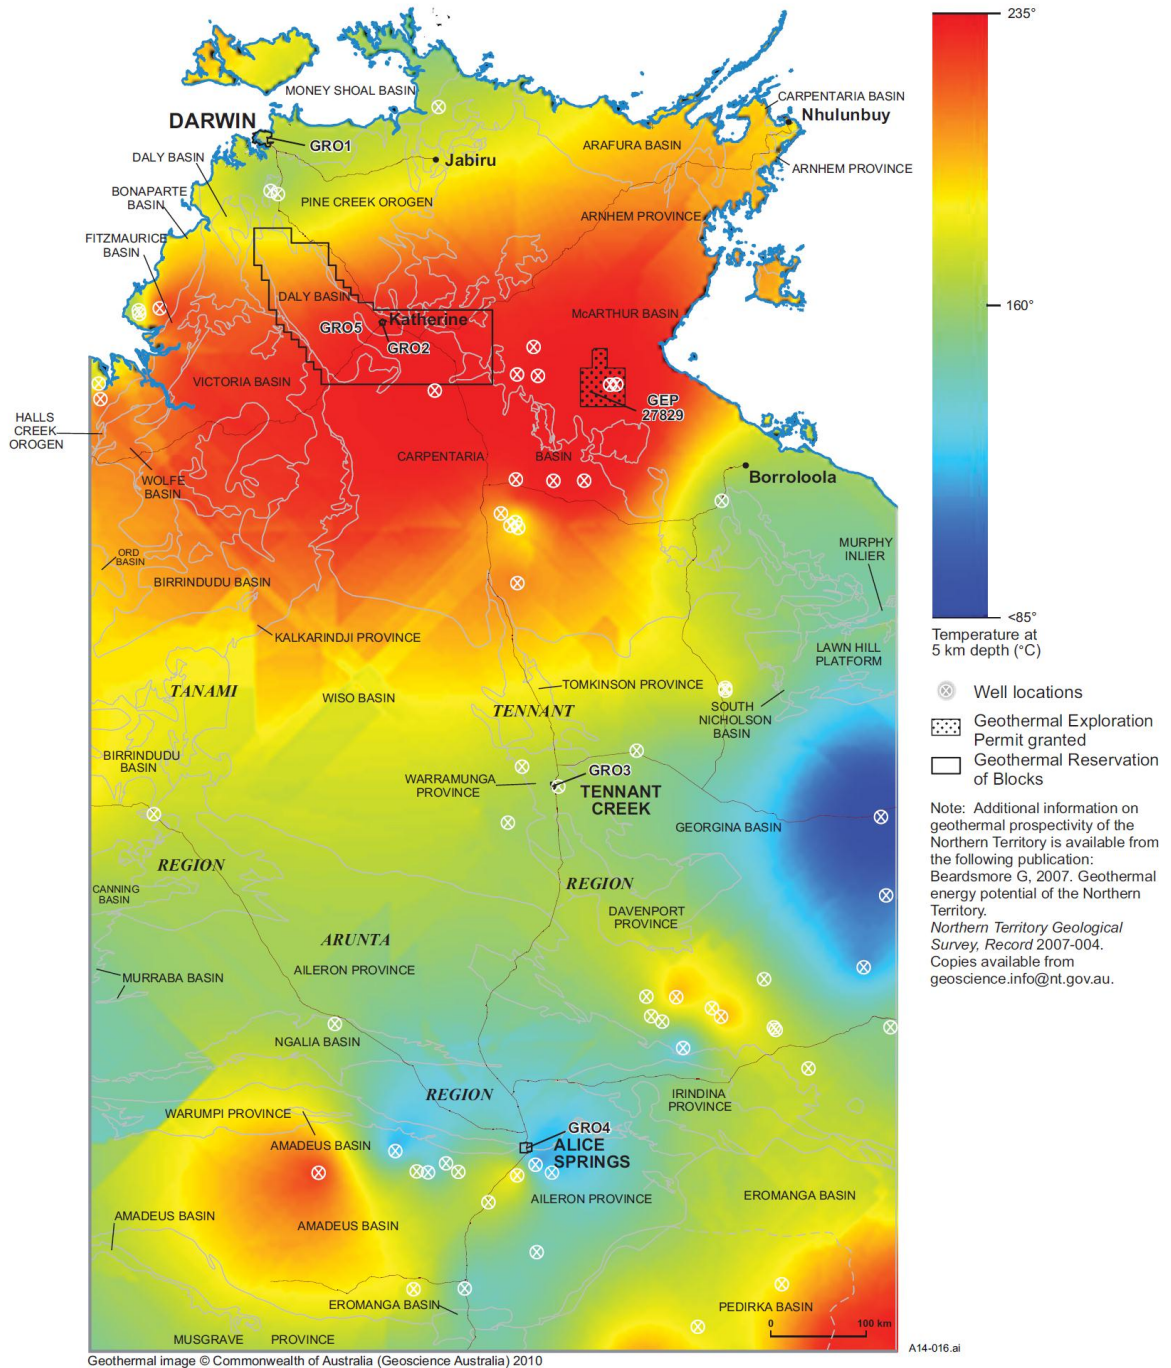 235°
MONEY SHOAL BASIN
CARPENTARIA BASIN
Nhulunbuy
DARWIN
GRO1
ARAFURA BASIN
DALY BASIN
Jabiru
ARNHEM PROVINCE
BONAPARTE
BASIN
PINE CREEK OROGEN
ARNHEM PROVINCE
FITZMAURICE
BASIN
DALY BASIN
160°
McARTHUR BASIN
Katherine
GRO5
GRO2
VICTORIA BASIN
GEP
27829
HALLS
CREEK
OROGEN
CARPENTARIA
BASIN
WOLFE
BASIN
Borroloola
MURPHY
INLIER
ORD
BASIN
BIRRINDUDU BASIN
<85°
KALKARINDJI PROVINCE
Temperature at
5 km depth (°C)
LAWN HILL
PLATFORM
TANAMI
WISO BASIN
TOMKINSON PROVINCE
Well locations
TENNANT
SOUTH
NICHOLSON
BASIN
Geothermal Exploration
Permit granted
BIRRINDUDU
BASIN
Geothermal Reservation
of Blocks
WARRAMUNGA
PROVINCE
GRO3
TENNANT
CREEK
GEORGINA BASIN
Note: Additional information on
geothermal prospectivity of the
Northern Territory is available from
the following publication:
Beardsmore G, 2007. Geothermal
energy potential of the Northern
Territory.
Northern Territory Geological
Survey, Record 2007-004.
Copies available from
geoscience.info@nt.gov.au.
REGION
CANNING
BASIN
REGION
DAVENPORT
PROVINCE
ARUNTA
AILERON PROVINCE
MURRABA BASIN
NGALIA BASIN
REGION
IRINDINA
PROVINCE
WARUMPI PROVINCE
GRO4
AMADEUS BASIN
ALICE
SPRINGS
AILERON PROVINCE
EROMANGA BASIN
AMADEUS BASIN
AMADEUS BASIN
EROMANGA BASIN
PEDIRKA BASIN
0
100 km
MUSGRAVE
PROVINCE
A14-016.ai
Geothermal image © Commonwealth of Australia (Geoscience Australia) 2010